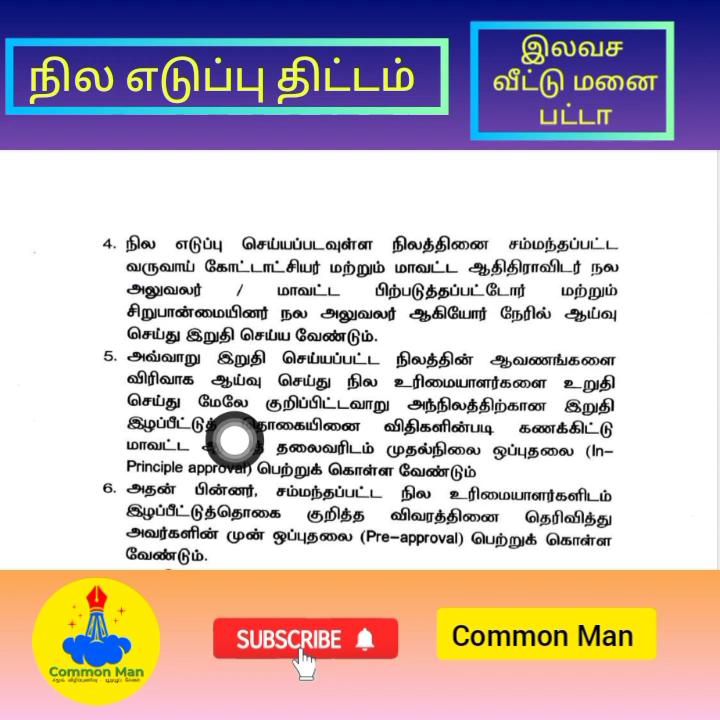 நில எடுப்பு திட்டம்
இலவச
வீட்டு மனை
பட்டா
4. நில எடுப்பு செய்யப்படவுள்ள நிலத்தினை சம்மந்தப்பட்ட
வருவாய் கோட்டாட்சியர் மற்றும் மாவட்ட ஆதிதிராவிடர் நல
அலுவலர் / மாவட்ட பிற்படுத்தப்பட்டோர் மற்றும்
சிறுபான்மையினர் நல அலுவலர் ஆகியோர் நேரில் ஆய்வு
செய்து இறுதி செய்ய வேண்டும்.
5. அவ்வாறு இறுதி செய்யப்பட்ட நிலத்தின் ஆவணங்களை
விரிவாக ஆய்வு செய்து நில உரிமையாளர்களை உறுதி
செய்து மேலே குறிப்பிட்டவாறு அந்நிலத்திற்கான இறுதி
இழப்பீட்டுத் தொகையினை விதிகளின்படி கணக்கிட்டு
மாவட்ட தலைவரிடம் முதல்நிலை ஒப்புதலை (In-
Principle approval) பெற்றுக் கொள்ள வேண்டும்
6. அதன் பின்னர், சம்மந்தப்பட்ட நில உரிமையாளர்களிடம்
இழப்பீட்டுத்தொகை குறித்த விவரத்தினை தெரிவித்து
அவர்களின் முன் ஒப்புதலை (Pre-approval) பெற்றுக் கொள்ள
வேண்டும்.
Common Man
SUBSCRIBE
Common Man